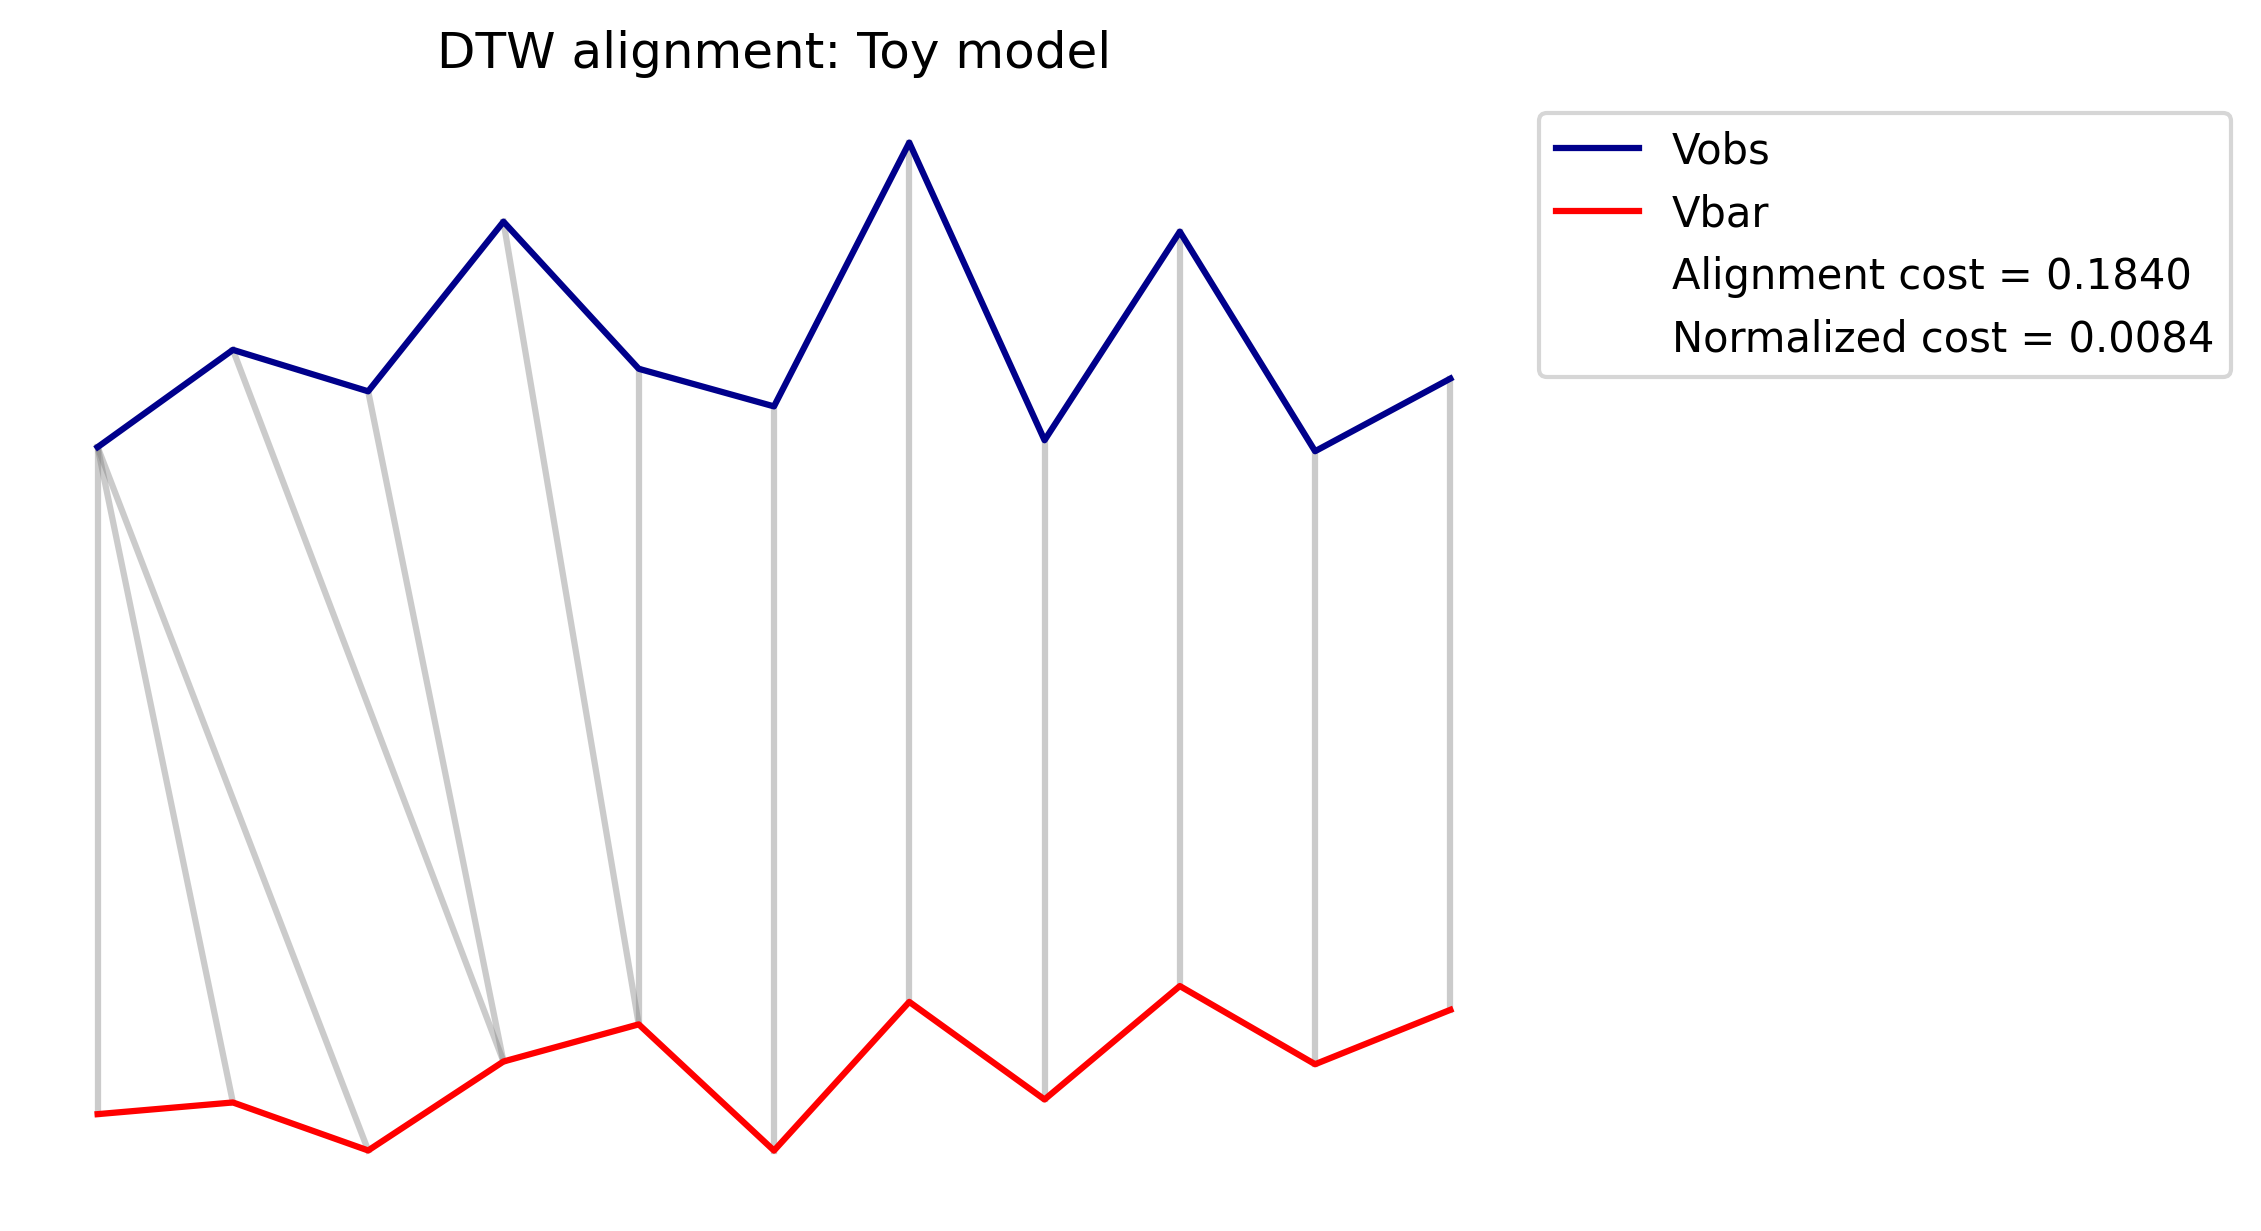 DTW alignment: Toy model
Vobs
Vbar
Alignment cost = 0.1840
Normalized cost = 0.0084